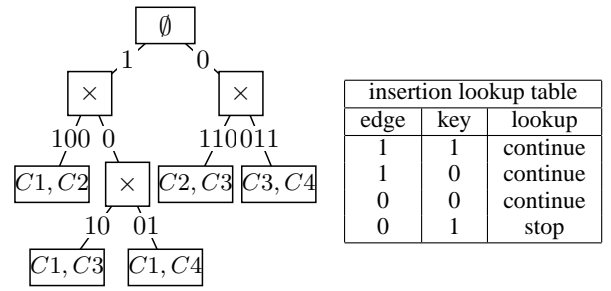 ∅
1 0
× ×
100 0 110 011
C1, C2 × C2, C3 C3, C4
10 01
C1, C3 C1, C4
insertion lookup table
edge key lookup
1 1 continue
1 0 continue
0 0 continue
0 1 stop